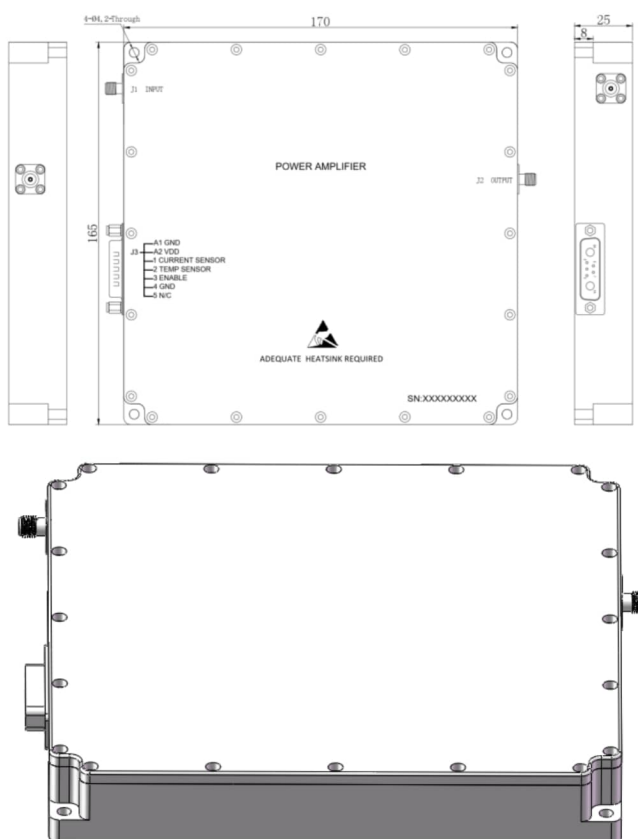 4-Ø4,2-Through
170
25
8
J1 INPUT
POWER AMPLIFIER
J2 OUTPUT
165
J3
A1 GND
A2 VDD
1 CURRENT SENSOR
2 TEMP SENSOR
3 ENABLE
4 GND
5 N/C
ADEQUATE HEATSINK REQUIRED
SN:XXXXXXXXX